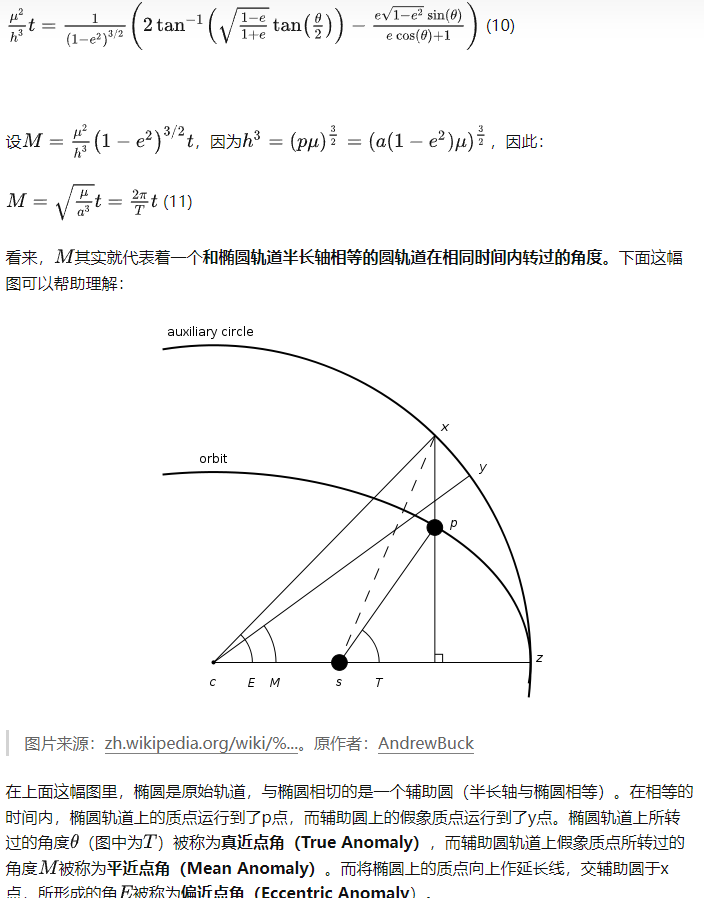 $\frac{\mu^2}{h^3}t = \frac{1}{(1-e^2)^{3/2}}\left(2\tan^{-1}\left(\sqrt{\frac{1-e}{1+e}}\tan\left(\frac{\theta}{2}\right)\right) - \frac{e\sqrt{1-e^2}\sin(\theta)}{e\cos(\theta)+1}\right)$ (10)
设$M = \frac{\mu^2}{h^3}(1-e^2)^{3/2}t$，因为$h^3 = (p\mu)^{\frac{3}{2}} = (a(1-e^2)\mu)^{\frac{3}{2}}$，因此：
$M = \sqrt{\frac{\mu}{a^3}}t = \frac{2\pi}{T}t$ (11)
看来，$M$其实就代表着一个和椭圆轨道半长轴相等的圆轨道在相同时间内转过的角度。下面这幅
图可以帮助理解：
auxiliary circle
x
orbit
y
p
z
c
E
M
s
T
图片来源：zh.wikipedia.org/wiki/%...。原作者：AndrewBuck
在上面这幅图里，椭圆是原始轨道，与椭圆相切的是一个辅助圆（半长轴与椭圆相等）。在相等的
时间内，椭圆轨道上的质点运行到了p点，而辅助圆上的假象质点运行到了y点。椭圆轨道上所转
过的角度$\theta$（图中为$T$）被称为真近点角（True Anomaly），而辅助圆轨道上假象质点所转过的
角度$M$被称为平近点角（Mean Anomaly）。而将椭圆上的质点向上作延长线，交辅助圆于x
点，所形成的角$E$被称为偏近点角（Eccentric Anomaly）。